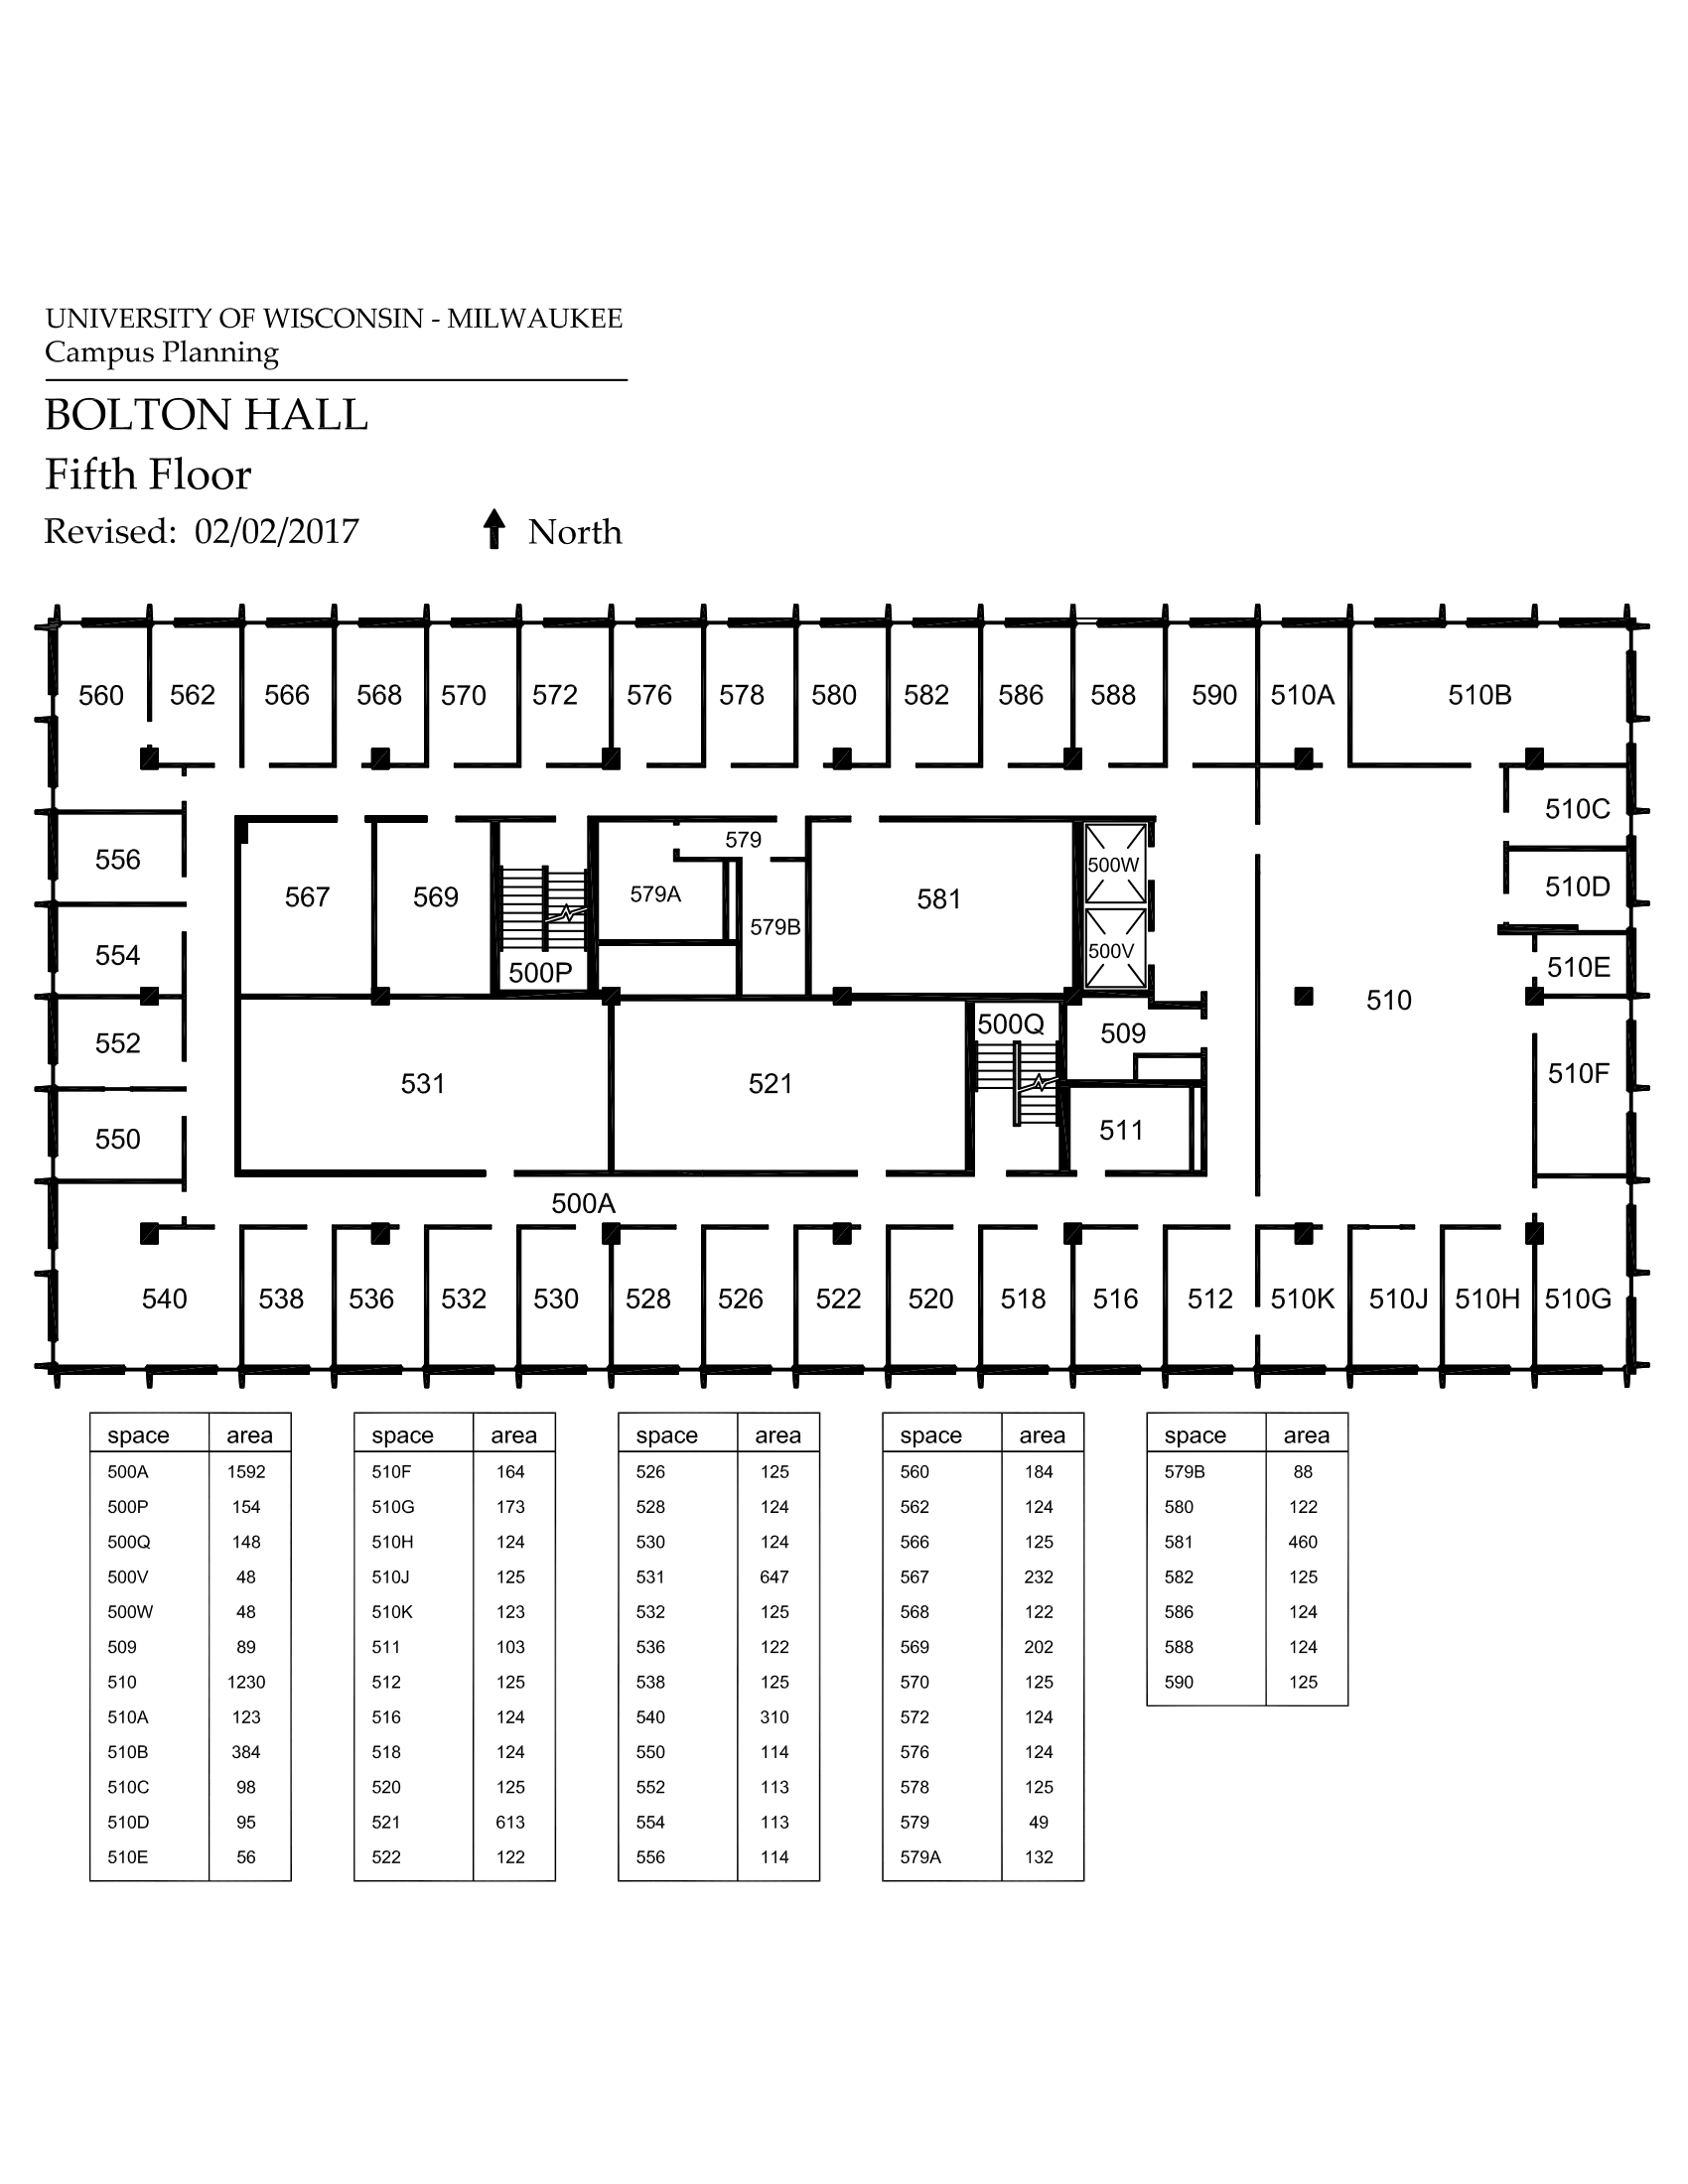 UNIVERSITY OF WISCONSIN - MILWAUKEE
Campus Planning
BOLTON HALL
Fifth Floor
Revised: 02/02/2017 North
560 562 566 568 570 572 576 578 580 582 586 588 590 510A 510B
510C
579
556 500W
510D
567 569 579A 581
579B
554 500V
510E
500P
510
500Q
552 509
510F
531 521
511
550
500A
540 538 536 532 530 528 526 522 520 518 516 512 510K 510J 510H 510G
space area space area space area space area space area
500A 1592 510F 164 526 125 560 184 579B 88
500P 154 510G 173 528 124 562 124 580 122
500Q 148 510H 124 530 124 566 125 581 460
500V 48 510J 125 531 647 567 232 582 125
500W 48 510K 123 532 125 568 122 586 124
509 89 511 103 536 122 569 202 588 124
510 1230 512 125 538 125 570 125 590 125
510A 123 516 124 540 310 572 124
510B 384 518 124 550 114 576 124
510C 98 520 125 552 113 578 125
510D 95 521 613 554 113 579 49
510E 56 522 122 556 114 579A 132